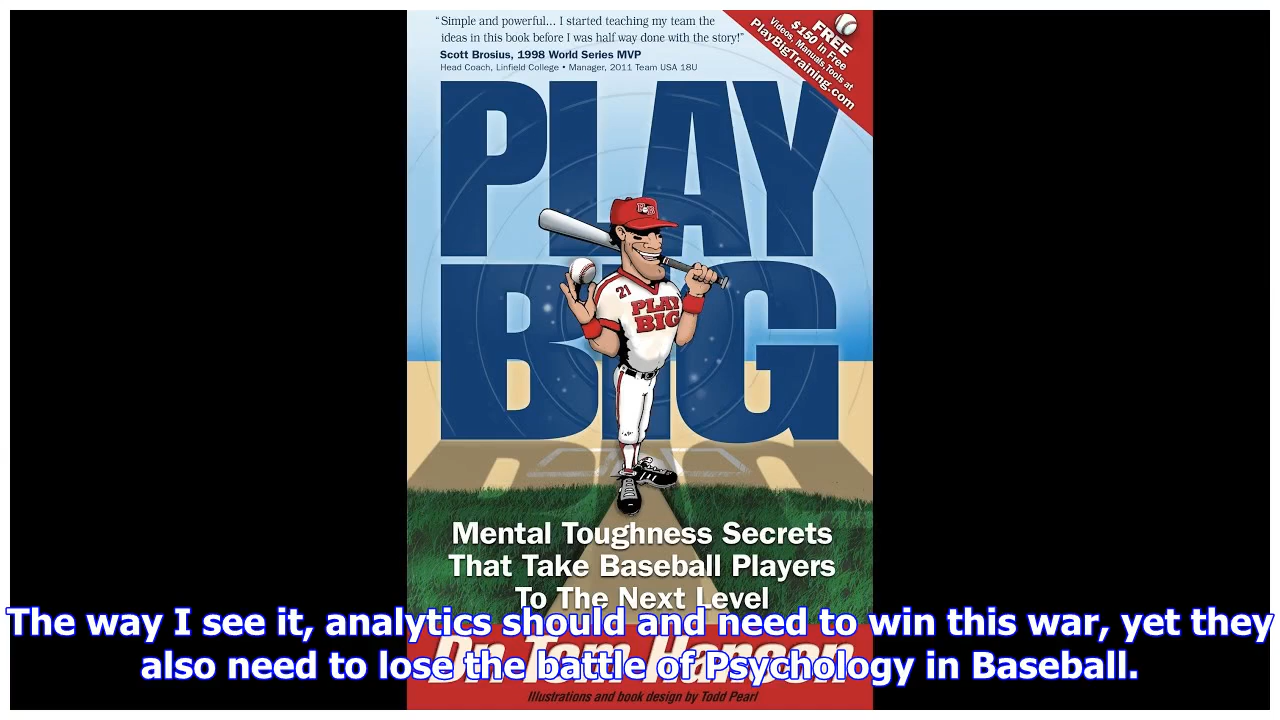 “Simple and powerful... I started teaching my team the
ideas in this book before I was half way done with the story!”
Scott Brosius, 1998 World Series MVP
Head Coach, Linfield College • Manager, 2011 Team USA 18U
FREE
$150 in Free
Videos, Manuals, Tools at
PlayBigTraining.com
PLAY
BIG
PB
21
PLAY
BIG
Mental Toughness Secrets
That Take Baseball Players
To The Next Level
The way I see it, analytics should and need to win this war, yet they
also need to lose the battle of Psychology in Baseball.
Dr. Tom Hanson
Illustrations and book design by Todd Pearl